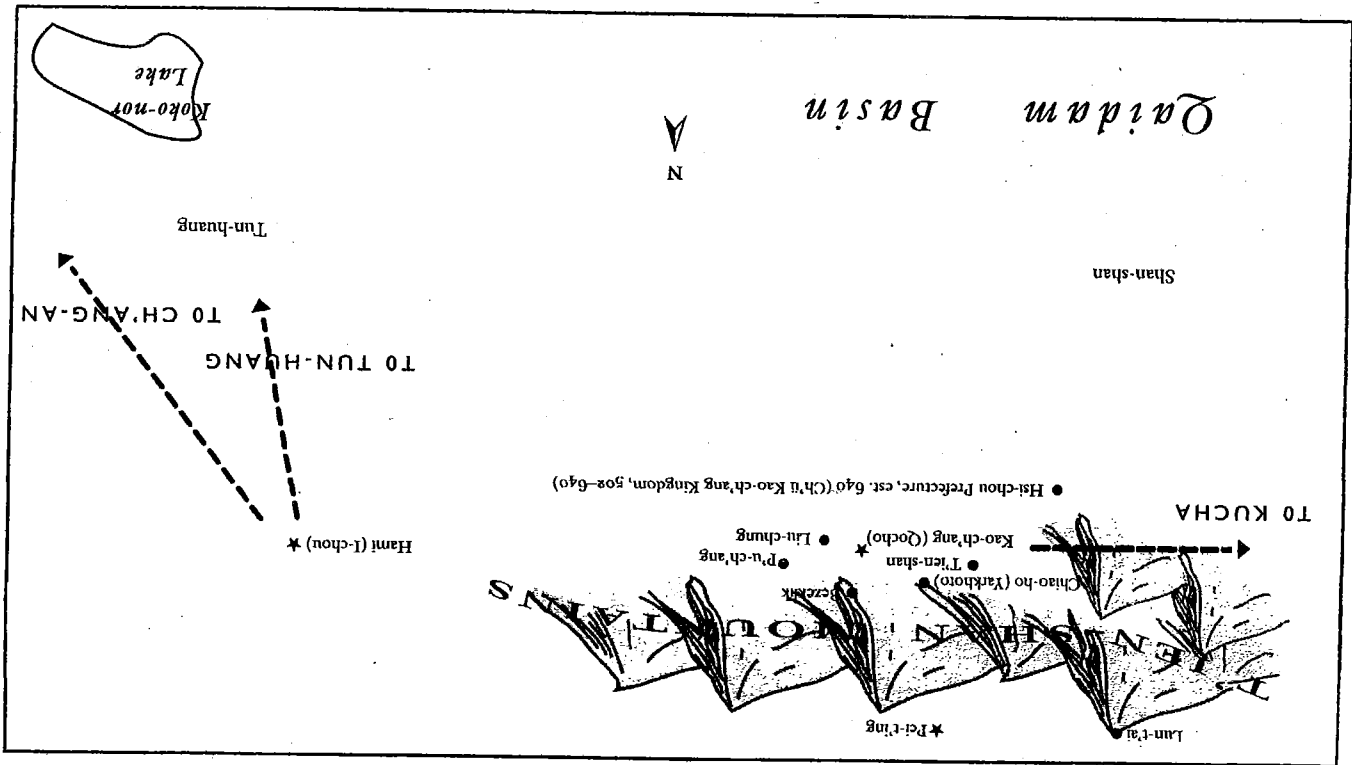 Lun-t'ai
Pei-t'ing
T'IEN SHAN MOUNTAINS
Bezeklik
Chiao-ho (Yarkhoto)
T'ien-shan
P'u-ch'ang
Hami (I-chou)
Kao-ch'ang (Qocho)
Liu-chung
TO KUCHA
Hsi-chou Prefecture, est. 640 (Ch'ü Kao-ch'ang Kingdom, 502–640)
TO TUN-HUANG
TO CH'ANG-AN
Shan-shan
Tun-huang
N
Qaidam Basin
Koko-nor
Lake